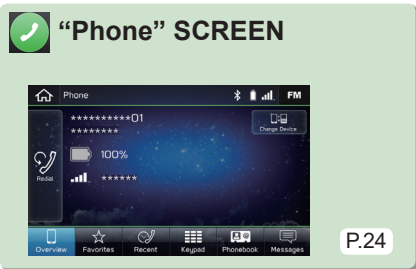 “Phone” SCREEN
Phone FM
**********01
********
Change Device
100%
Redial
******
Overview Favorites Recent Keypad Phonebook Messages
P.24